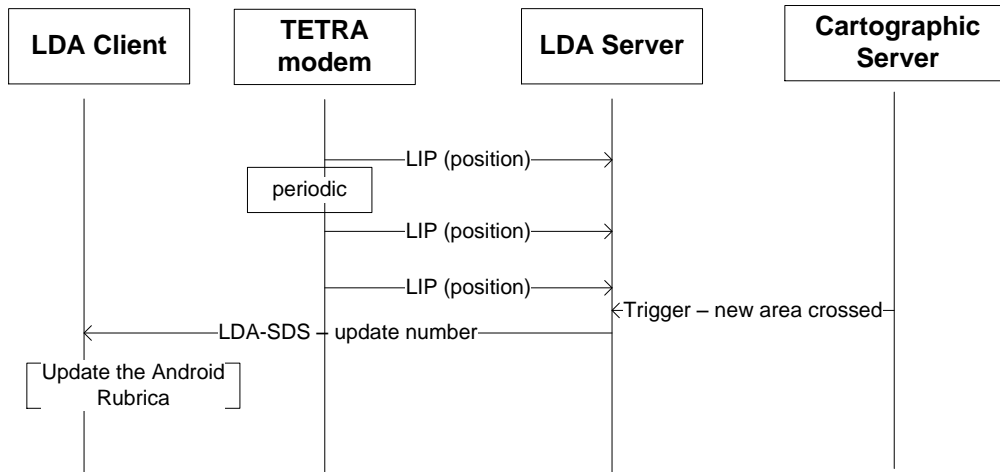 LDA Client
TETRA
modem
LDA Server
Cartographic
Server
LIP (position)
periodic
LIP (position)
LIP (position)
Trigger – new area crossed
LDA-SDS – update number
Update the Android
Rubrica